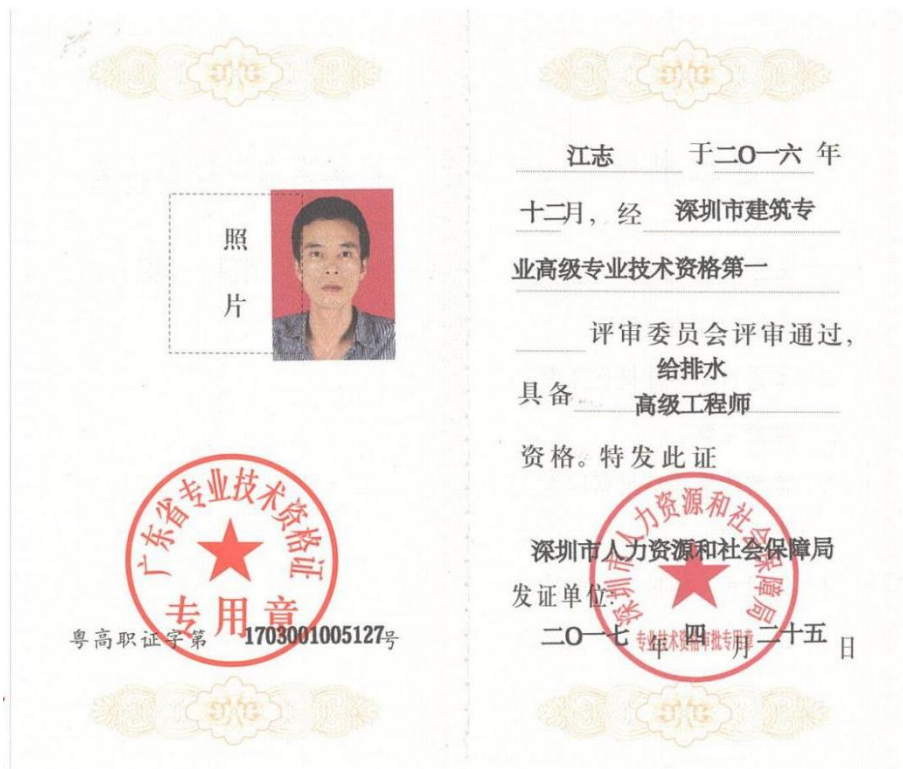 照
片
广东省专业技术资格证
专用章
粤高职证字第 1703001005127号
江志 于二O一六 年
十二月，经 深圳市建筑专
业高级专业技术资格第一
评审委员会评审通过，
给排水
具备 高级工程师
资格。特发此证
深圳市人力资源和社会保障局
深圳市人力资源和社会保障局
发证单位:
专业技术资格审批专用章
二O一七 年 四 月 二十五 日